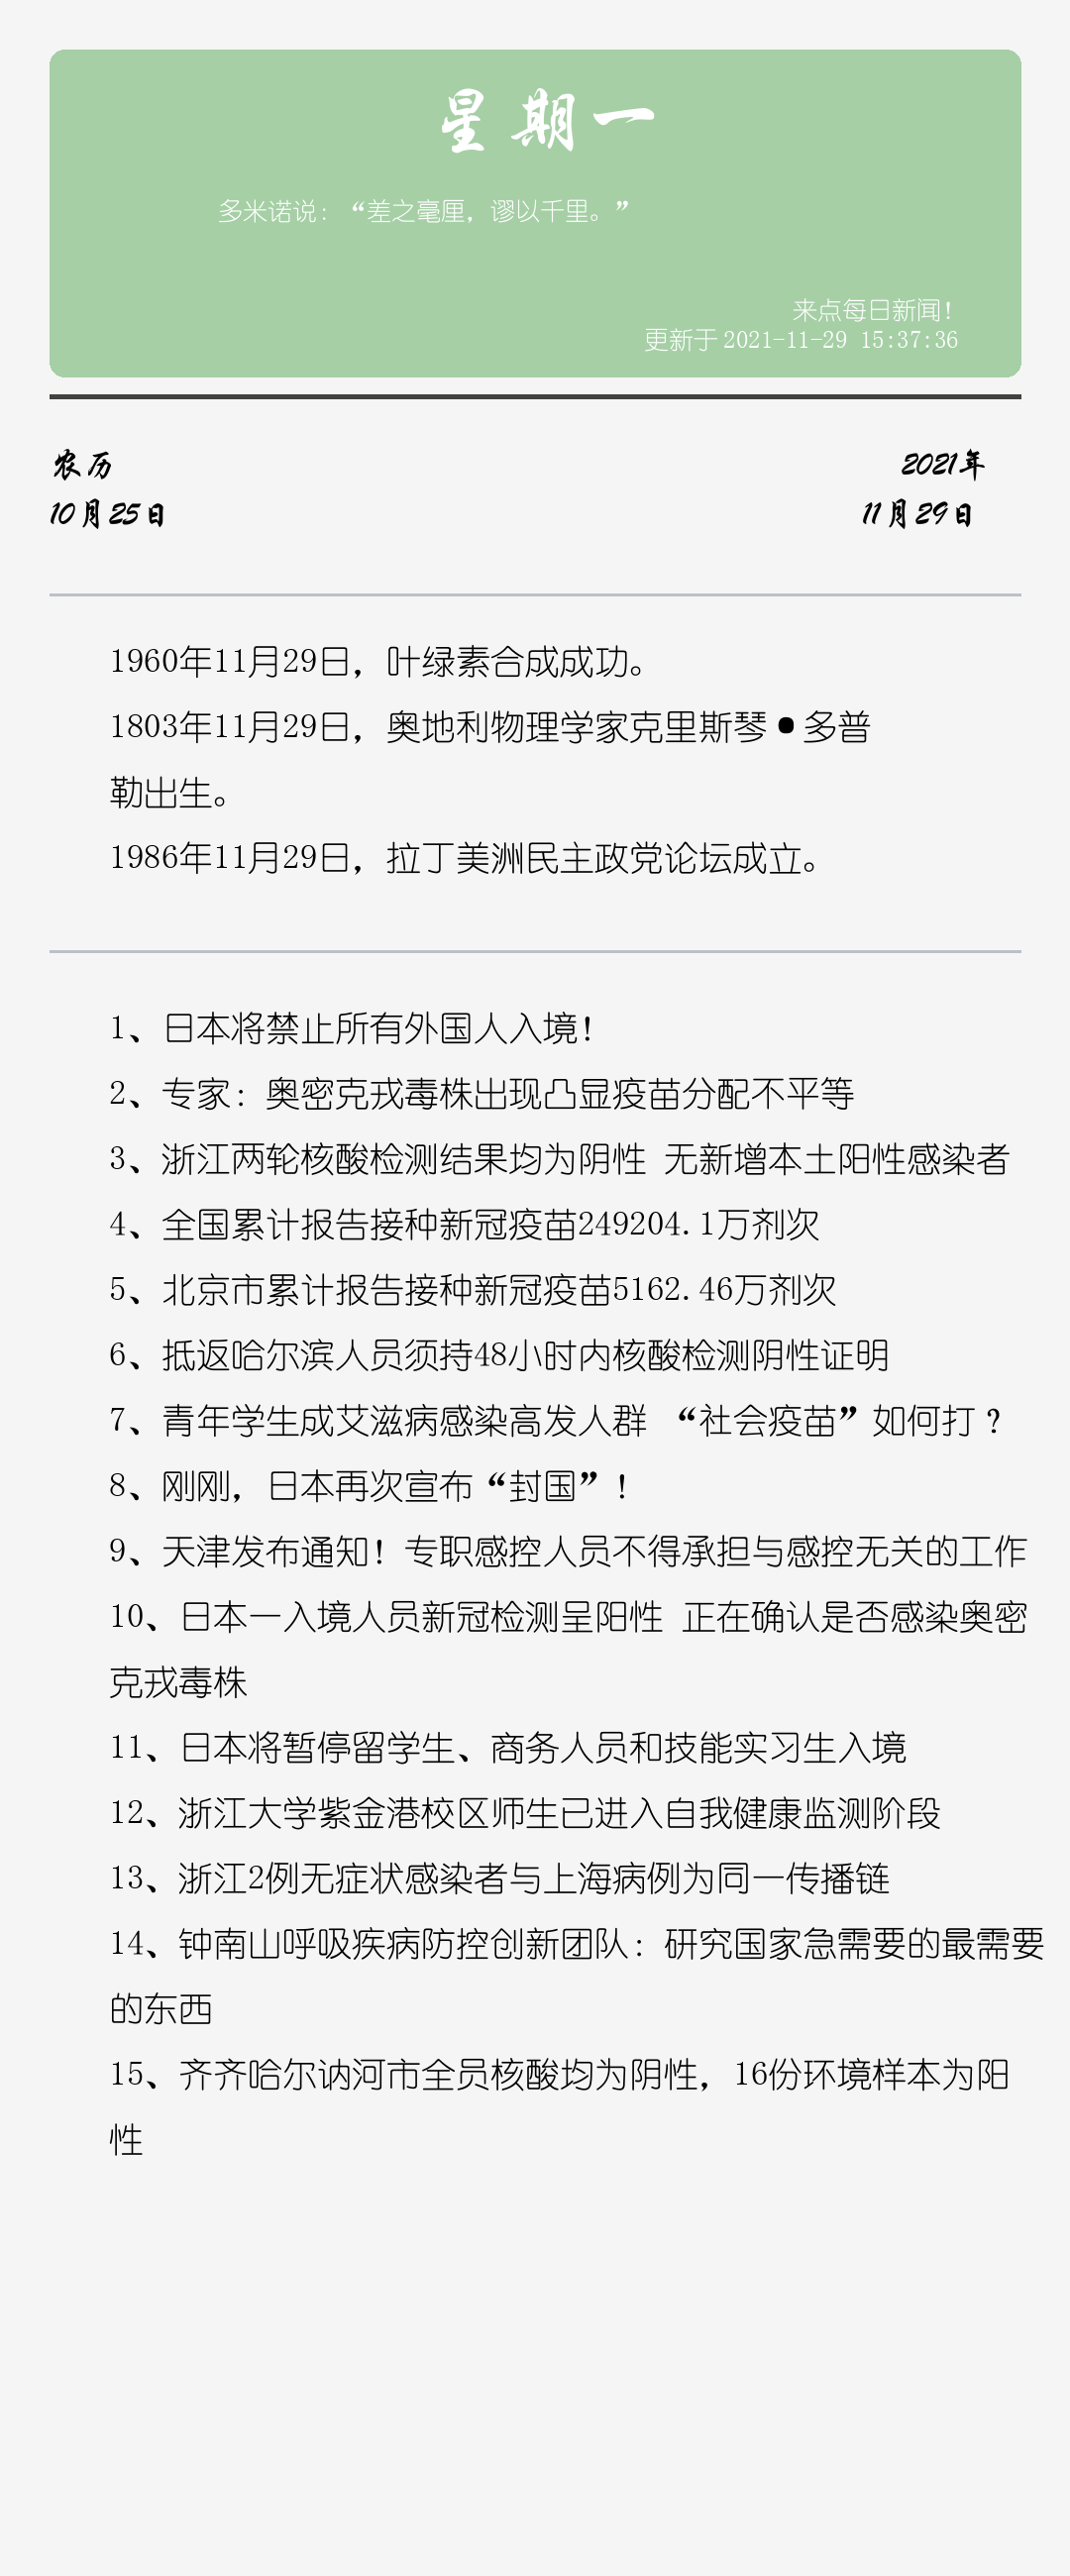 星期一
多米诺说：“差之毫厘，谬以千里。”
来点每日新闻！
更新于 2021-11-29 15:37:36
农历
2021年
10月25日
11月29日
1960年11月29日，叶绿素合成成功。
1803年11月29日，奥地利物理学家克里斯琴•多普
勒出生。
1986年11月29日，拉丁美洲民主政党论坛成立。
1、日本将禁止所有外国人入境！
2、专家：奥密克戎毒株出现凸显疫苗分配不平等
3、浙江两轮核酸检测结果均为阴性 无新增本土阳性感染者
4、全国累计报告接种新冠疫苗249204.1万剂次
5、北京市累计报告接种新冠疫苗5162.46万剂次
6、抵返哈尔滨人员须持48小时内核酸检测阴性证明
7、青年学生成艾滋病感染高发人群 “社会疫苗”如何打？
8、刚刚，日本再次宣布“封国”！
9、天津发布通知！专职感控人员不得承担与感控无关的工作
10、日本一入境人员新冠检测呈阳性 正在确认是否感染奥密
克戎毒株
11、日本将暂停留学生、商务人员和技能实习生入境
12、浙江大学紫金港校区师生已进入自我健康监测阶段
13、浙江2例无症状感染者与上海病例为同一传播链
14、钟南山呼吸疾病防控创新团队：研究国家急需要的最需要
的东西
15、齐齐哈尔讷河市全员核酸均为阴性，16份环境样本为阳
性